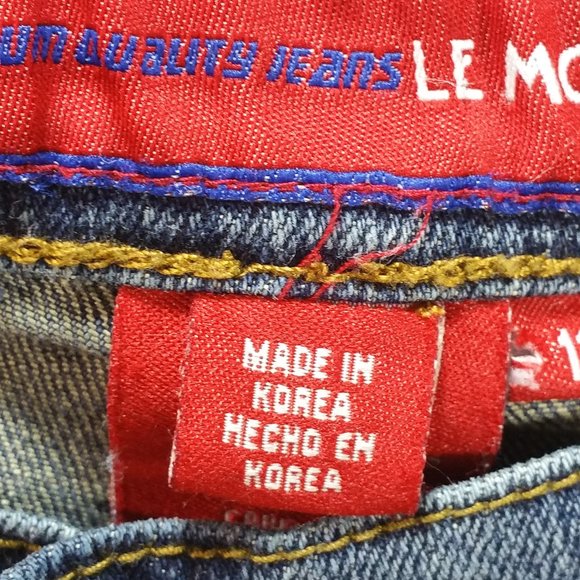 QUALITY JEANS LE
MADE IN
KOREA
HECHO EN
KOREA